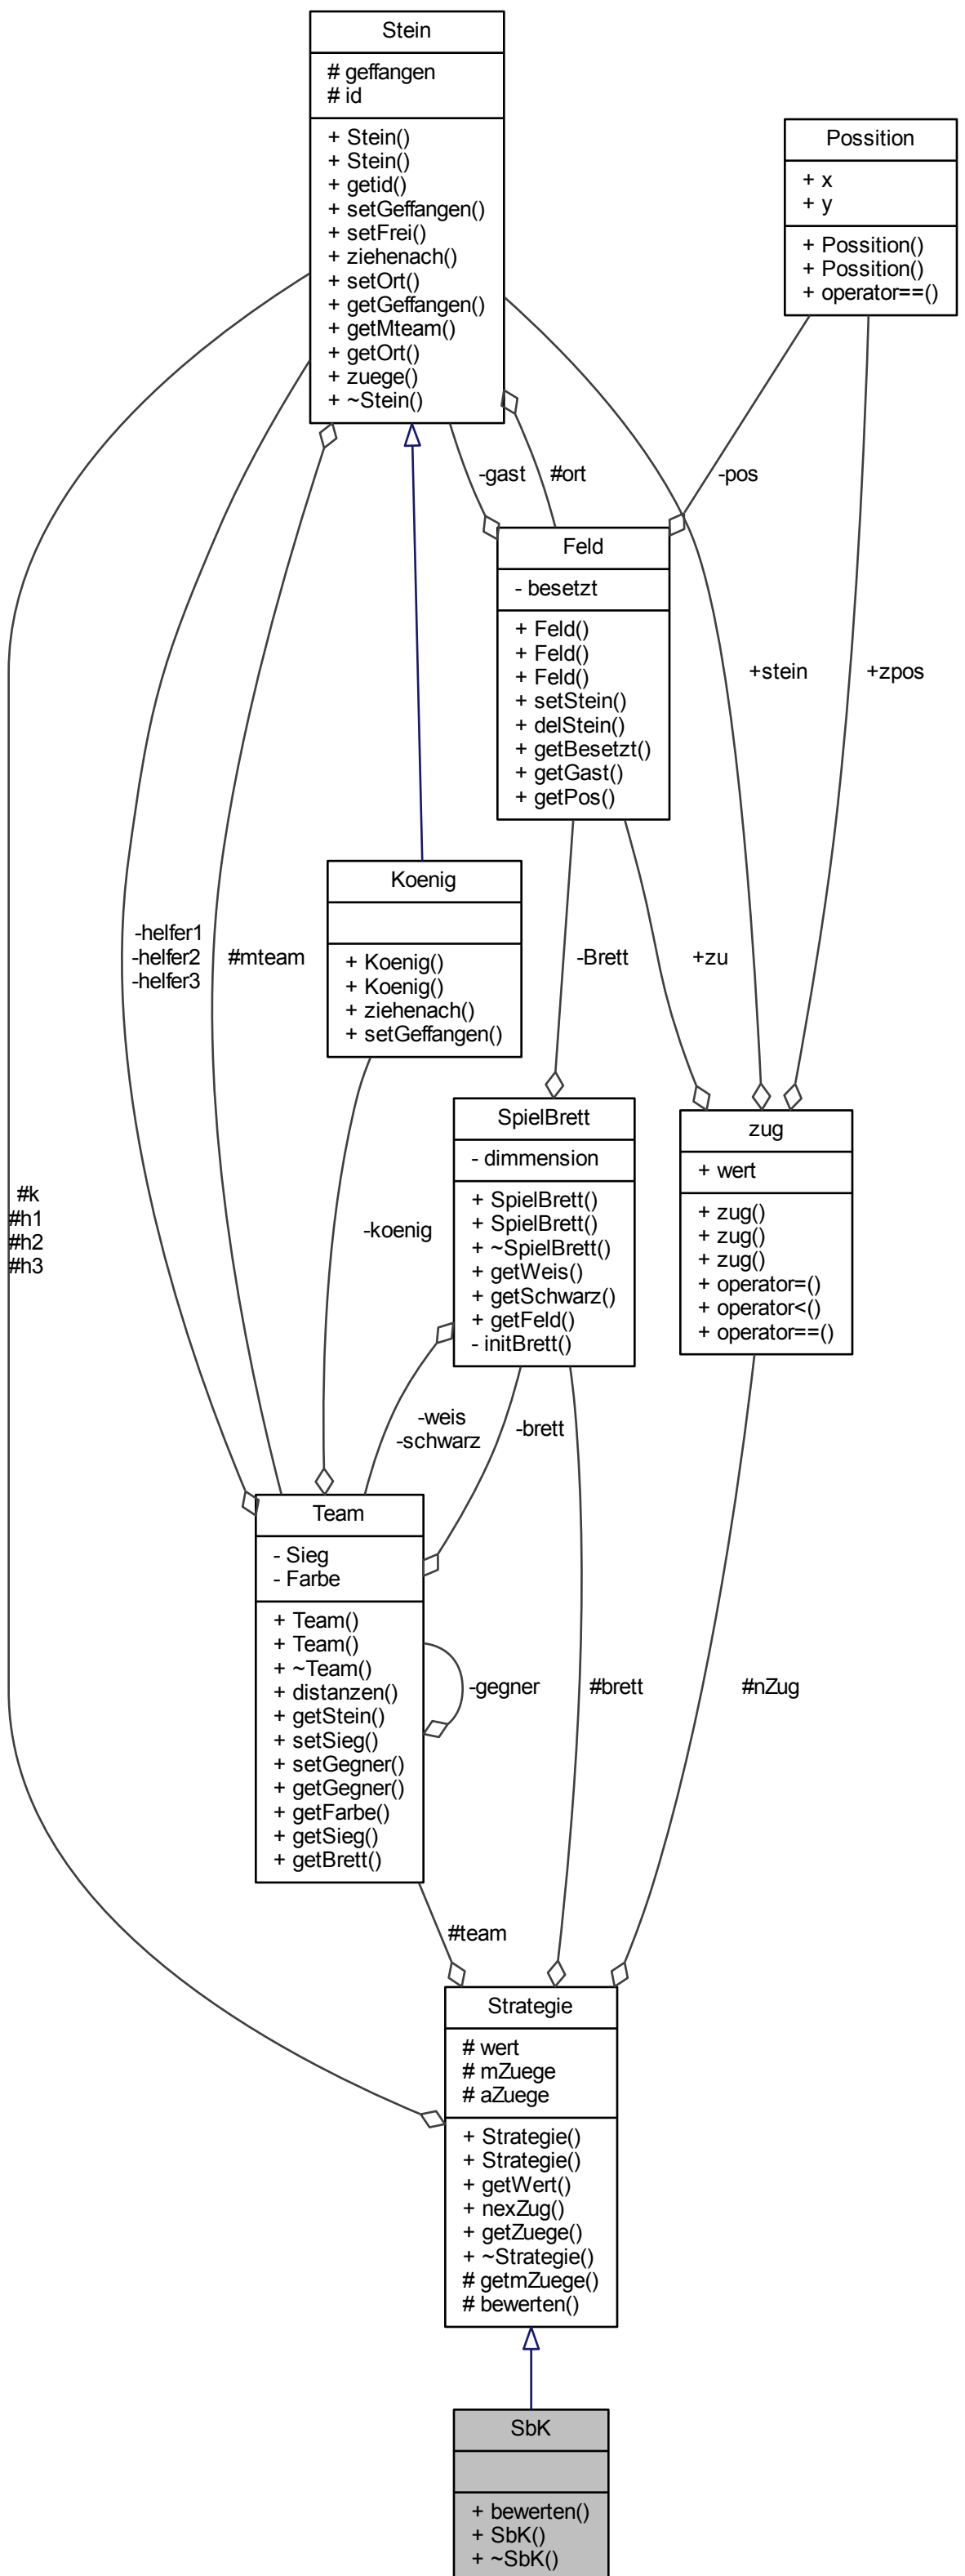 Stein
# geffangen
# id
+ Stein()
+ Stein()
+ getid()
+ setGeffangen()
+ setFrei()
+ ziehenach()
+ setOrt()
+ getGeffangen()
+ getMteam()
+ getOrt()
+ zuege()
+ ~Stein()
Possition
+ x
+ y
+ Possition()
+ Possition()
+ operator==()
-gast
#ort
-pos
Feld
- besetzt
+ Feld()
+ Feld()
+ Feld()
+ setStein()
+ delStein()
+ getBesetzt()
+ getGast()
+ getPos()
+stein
+zpos
Koenig
+ Koenig()
+ Koenig()
+ ziehenach()
+ setGeffangen()
-helfer1
-helfer2
-helfer3
#mteam
-Brett
+zu
SpielBrett
- dimmension
+ SpielBrett()
+ SpielBrett()
+ ~SpielBrett()
+ getWeis()
+ getSchwarz()
+ getFeld()
- initBrett()
zug
+ wert
+ zug()
+ zug()
+ zug()
+ operator=()
+ operator<()
+ operator==()
#k
#h1
#h2
#h3
-koenig
-weis
-schwarz
-brett
Team
- Sieg
- Farbe
+ Team()
+ Team()
+ ~Team()
+ distanzen()
+ getStein()
+ setSieg()
+ setGegner()
+ getGegner()
+ getFarbe()
+ getSieg()
+ getBrett()
-gegner
#brett
#nZug
#team
Strategie
# wert
# mZuege
# aZuege
+ Strategie()
+ Strategie()
+ getWert()
+ nexZug()
+ getZuege()
+ ~Strategie()
# getmZuege()
# bewerten()
SbK
+ bewerten()
+ SbK()
+ ~SbK()